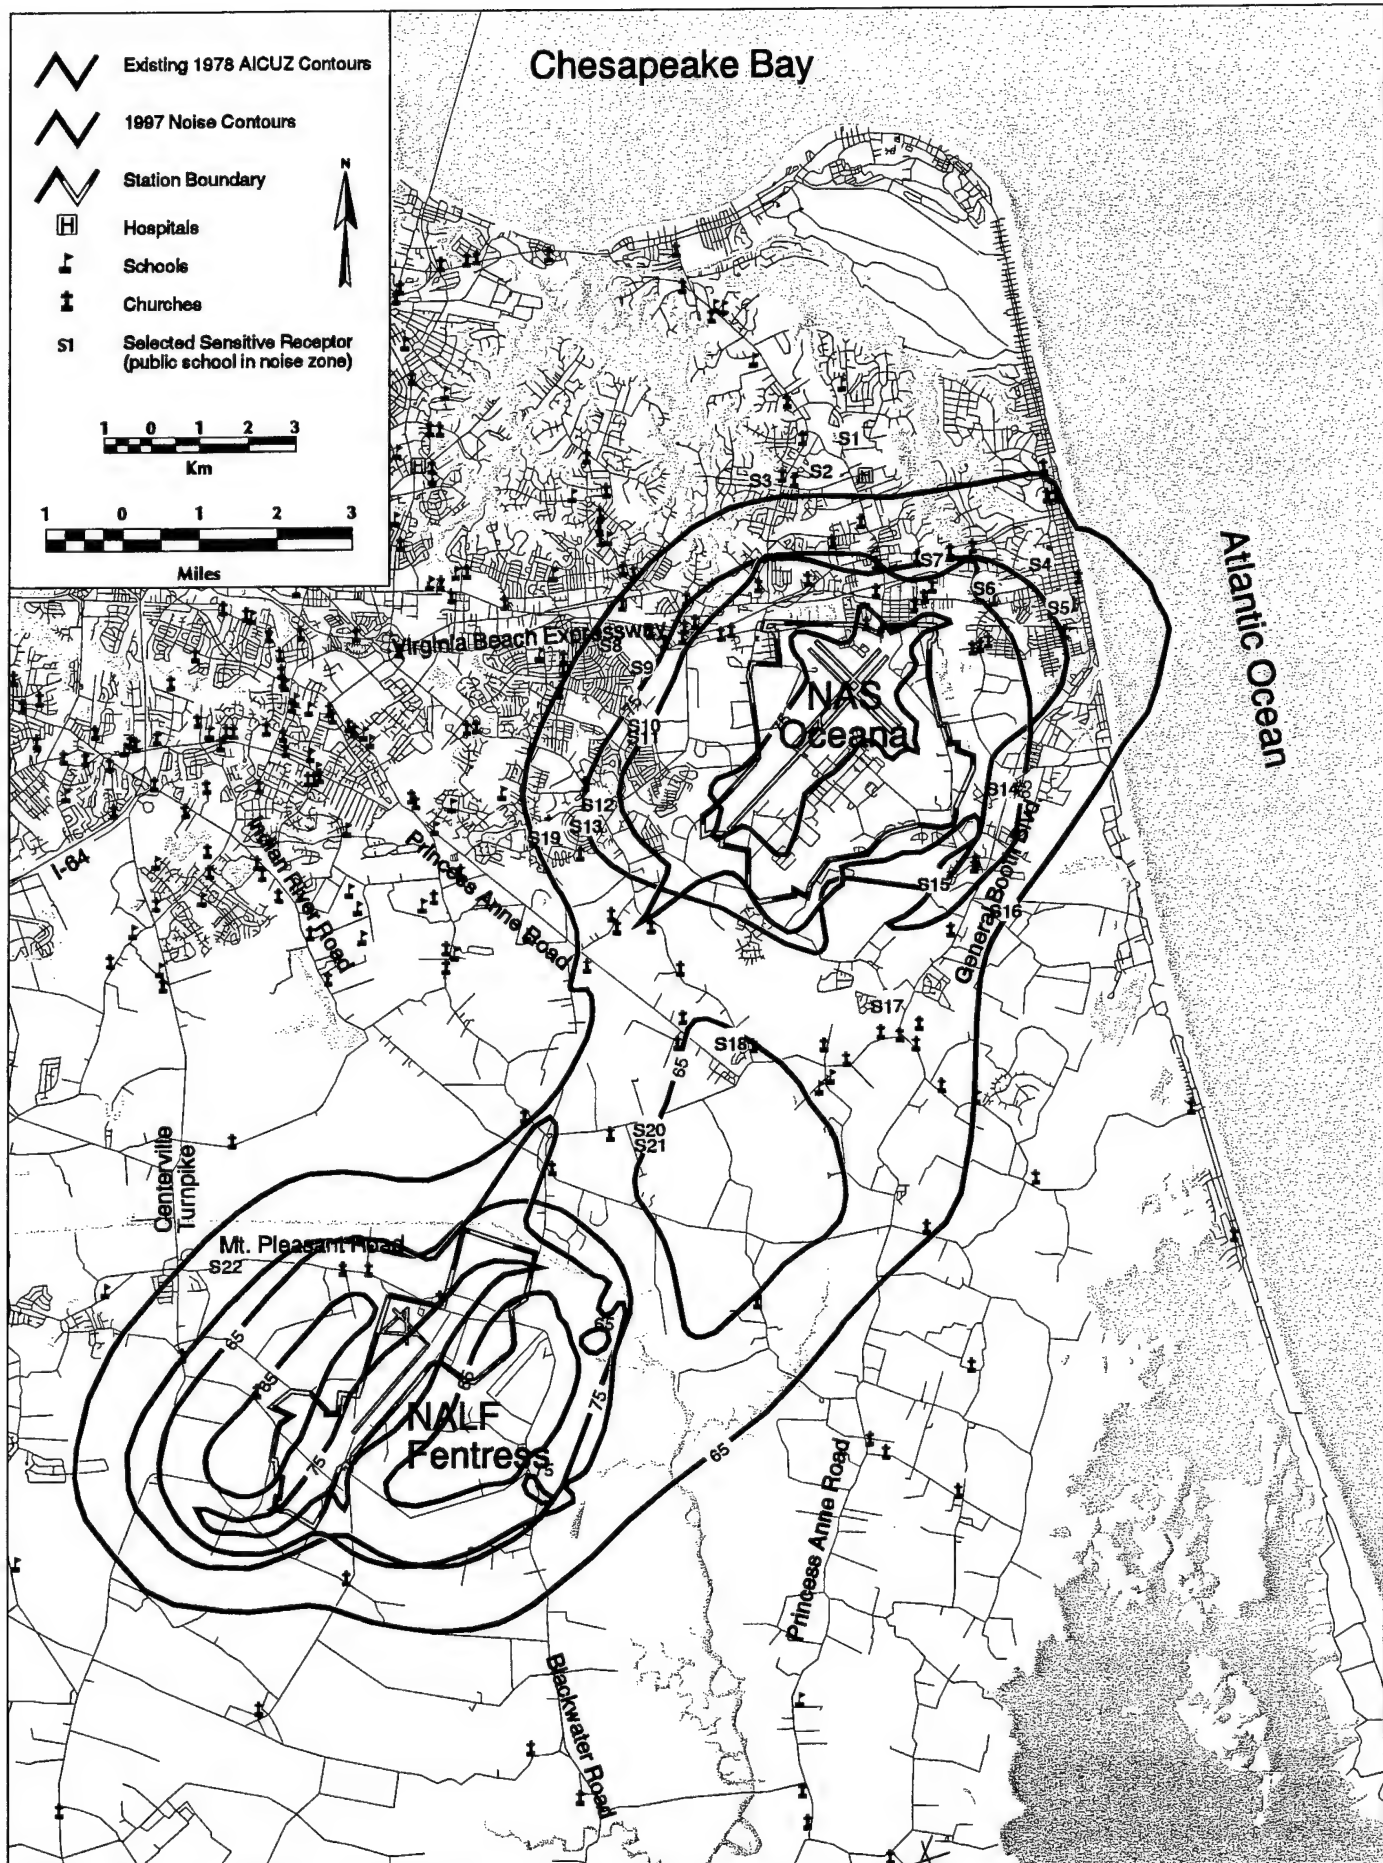 Existing 1978 AICUZ Contours
1997 Noise Contours
Station Boundary
N
H Hospitals
Schools
Churches
S1 Selected Sensitive Receptor
(public school in noise zone)
1 0 1 2 3
Km
1 0 1 2 3
Miles
Chesapeake Bay
Atlantic Ocean
H
S1
S2
S3
H
S7
S4
S6
S5
Virginia Beach Expressway
S8
S9
75
NAS
Oceana
S10
S11
S12
S13
S19
S14
65
S15
S16
General Booth Blvd
I-64
Indian River Road
Princess Anne Road
S17
S18
65
S20
S21
Centerville
Turnpike
Mt. Pleasant Road
S22
65
85
75
65
NALF
Fentress
75
65
Princess Anne Road
Blackwater Road